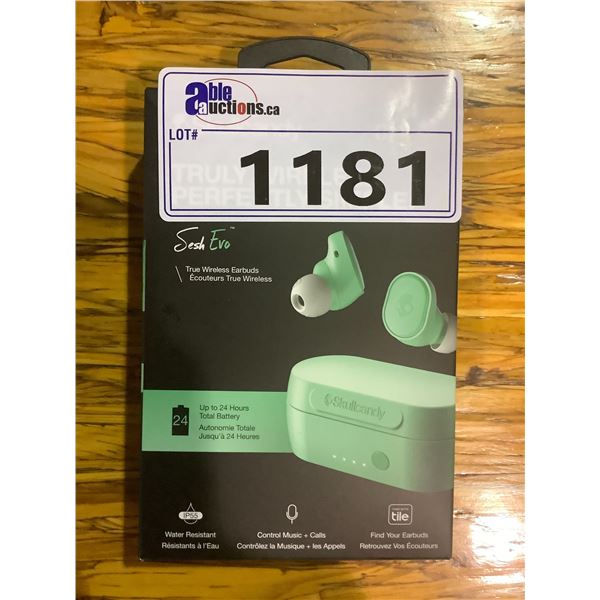 able
auctions.ca
LOT#
1181
Sesh Evo™
True Wireless Earbuds
Écouteurs True Wireless
Skullcandy
24
Up to 24 Hours
Total Battery
Autonomie Totale
Jusqu'à 24 Heures
IP55
Water Resistant
Résistants à l'Eau
Control Music + Calls
Contrôlez la Musique + les Appels
tile
Find Your Earbuds
Retrouvez Vos Écouteurs